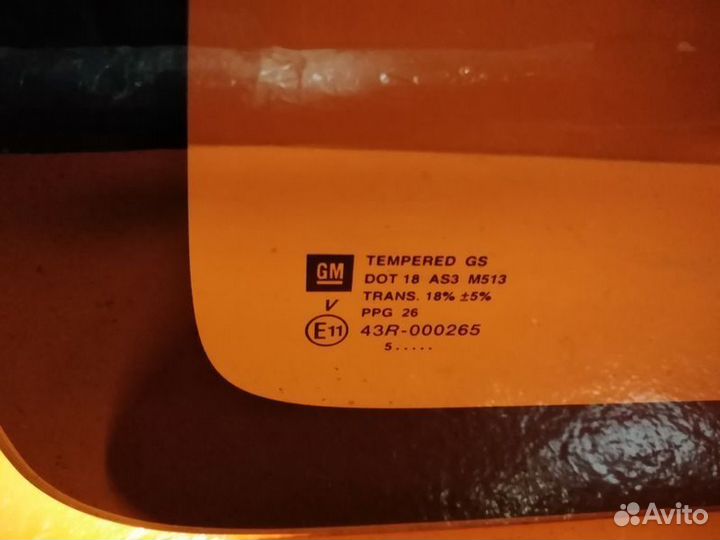 GM TEMPERED GS
DOT 18 AS3 M513
TRANS. 18% ±5%
V PPG 26
E11 43R-000265
5.....
Avito